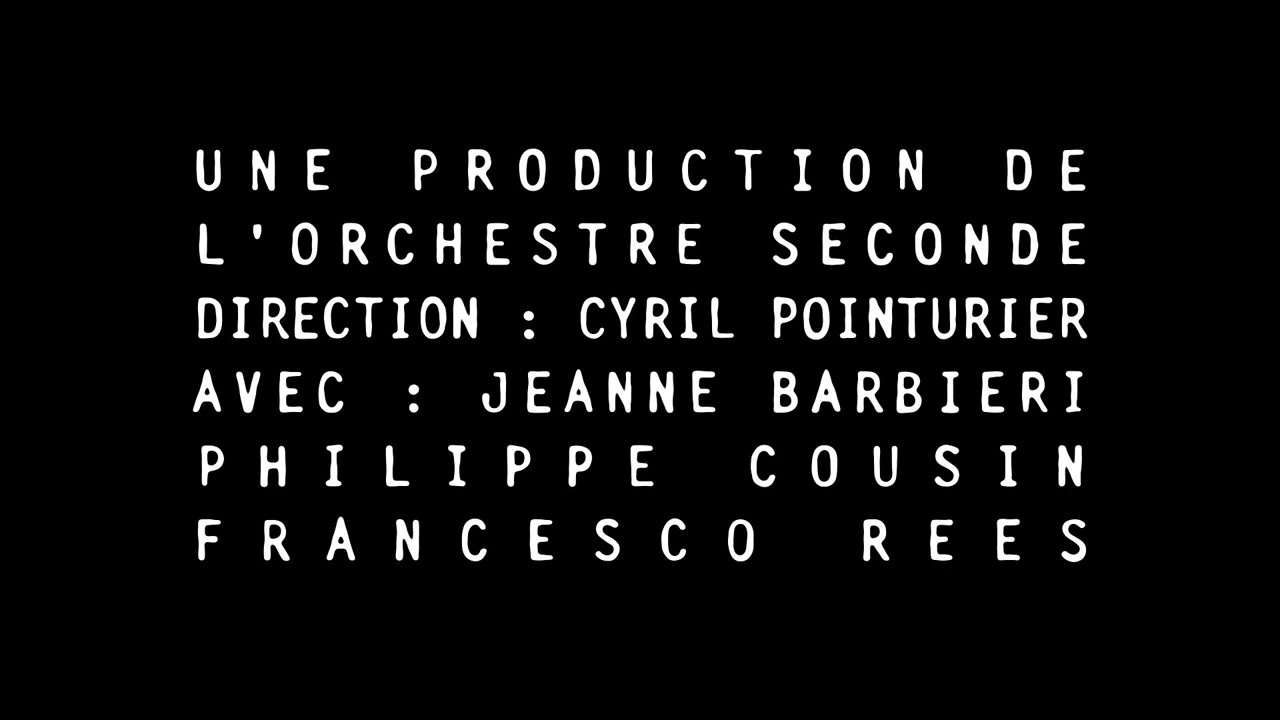 UNE PRODUCTION DE
L'ORCHESTRE SECONDE
DIRECTION : CYRIL POINTURIER
AVEC : JEANNE BARBIERI
PHILIPPE COUSIN
FRANCESCO REES